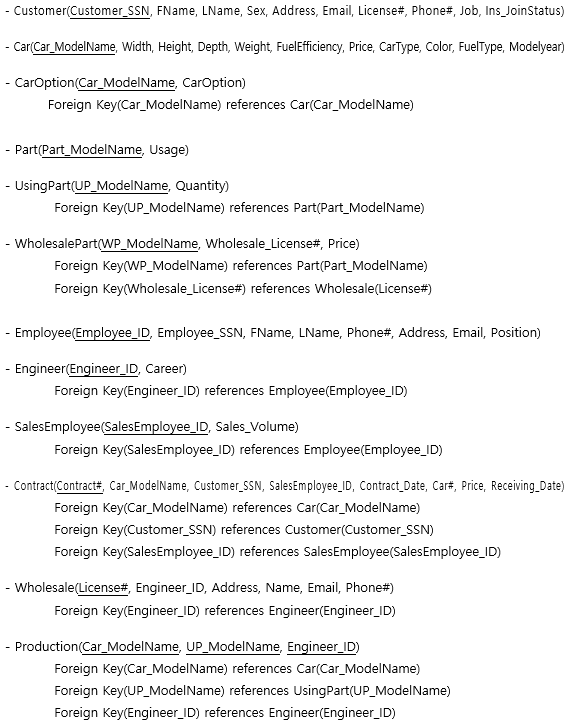 - Customer(Customer_SSN, FName, LName, Sex, Address, Email, License#, Phone#, Job, Ins_JoinStatus)
- Car(Car_ModelName, Width, Height, Depth, Weight, FuelEfficiency, Price, CarType, Color, FuelType, Modelyear)
- CarOption(Car_ModelName, CarOption)
Foreign Key(Car_ModelName) references Car(Car_ModelName)
- Part(Part_ModelName, Usage)
- UsingPart(UP_ModelName, Quantity)
Foreign Key(UP_ModelName) references Part(Part_ModelName)
- WholesalePart(WP_ModelName, Wholesale_License#, Price)
Foreign Key(WP_ModelName) references Part(Part_ModelName)
Foreign Key(Wholesale_License#) references Wholesale(License#)
- Employee(Employee_ID, Employee_SSN, FName, LName, Phone#, Address, Email, Position)
- Engineer(Engineer_ID, Career)
Foreign Key(Engineer_ID) references Employee(Employee_ID)
- SalesEmployee(SalesEmployee_ID, Sales_Volume)
Foreign Key(SalesEmployee_ID) references Employee(Employee_ID)
- Contract(Contract#, Car_ModelName, Customer_SSN, SalesEmployee_ID, Contract_Date, Car#, Price, Receiving_Date)
Foreign Key(Car_ModelName) references Car(Car_ModelName)
Foreign Key(Customer_SSN) references Customer(Customer_SSN)
Foreign Key(SalesEmployee_ID) references SalesEmployee(SalesEmployee_ID)
- Wholesale(License#, Engineer_ID, Address, Name, Email, Phone#)
Foreign Key(Engineer_ID) references Engineer(Engineer_ID)
- Production(Car_ModelName, UP_ModelName, Engineer_ID)
Foreign Key(Car_ModelName) references Car(Car_ModelName)
Foreign Key(UP_ModelName) references UsingPart(UP_ModelName)
Foreign Key(Engineer_ID) references Engineer(Engineer_ID)